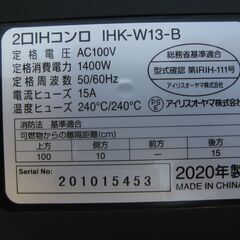 2口IHコンロ IHK-W13-B
定格電圧 AC100V
定格消費電力 1400W
定格周波数 50/60Hz
電流ヒューズ 15A
温度ヒューズ 240℃/240℃
総務省基準適合
型式確認 第IRIH-111号
PS E
アイリスオーヤマ株式会社
消防法 基準適合
可燃物からの離隔距離(cm)
上方 側方 前方 後方
100 10 ー 15
Serial No.
201015453
2020年製
MADE IN CHINA